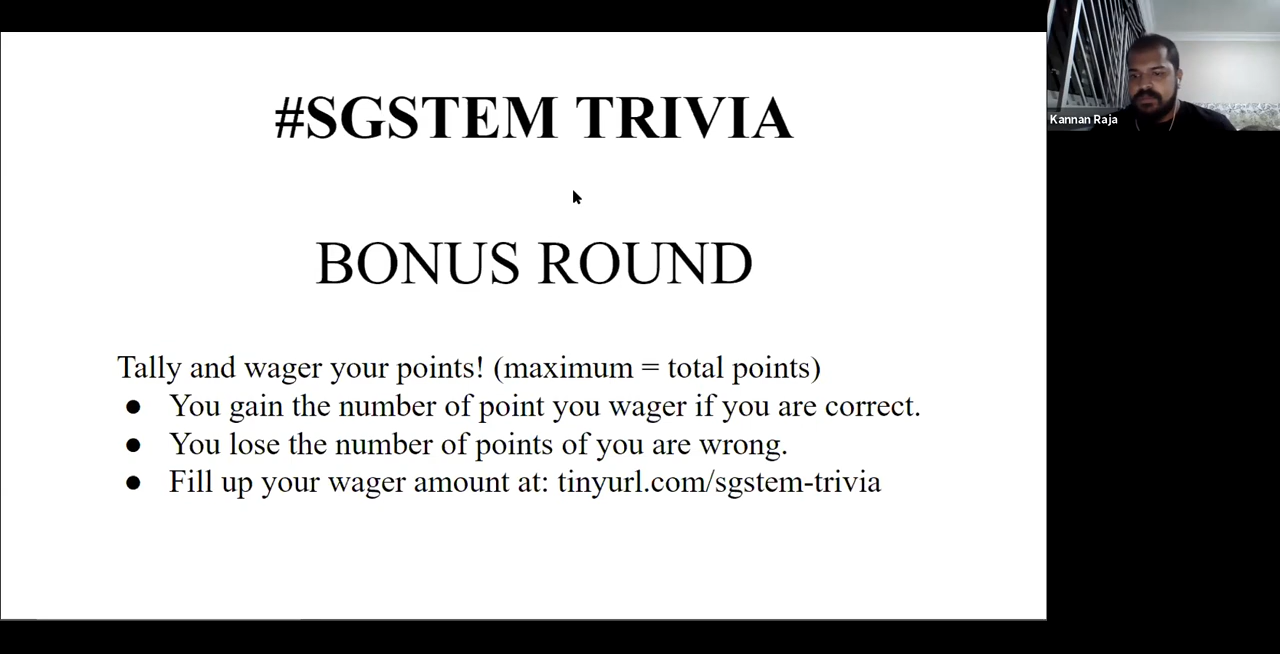 #SGSTEM TRIVIA
BONUS ROUND
Tally and wager your points! (maximum = total points)
● You gain the number of point you wager if you are correct.
● You lose the number of points of you are wrong.
● Fill up your wager amount at: tinyurl.com/sgstem-trivia
Kannan Raja